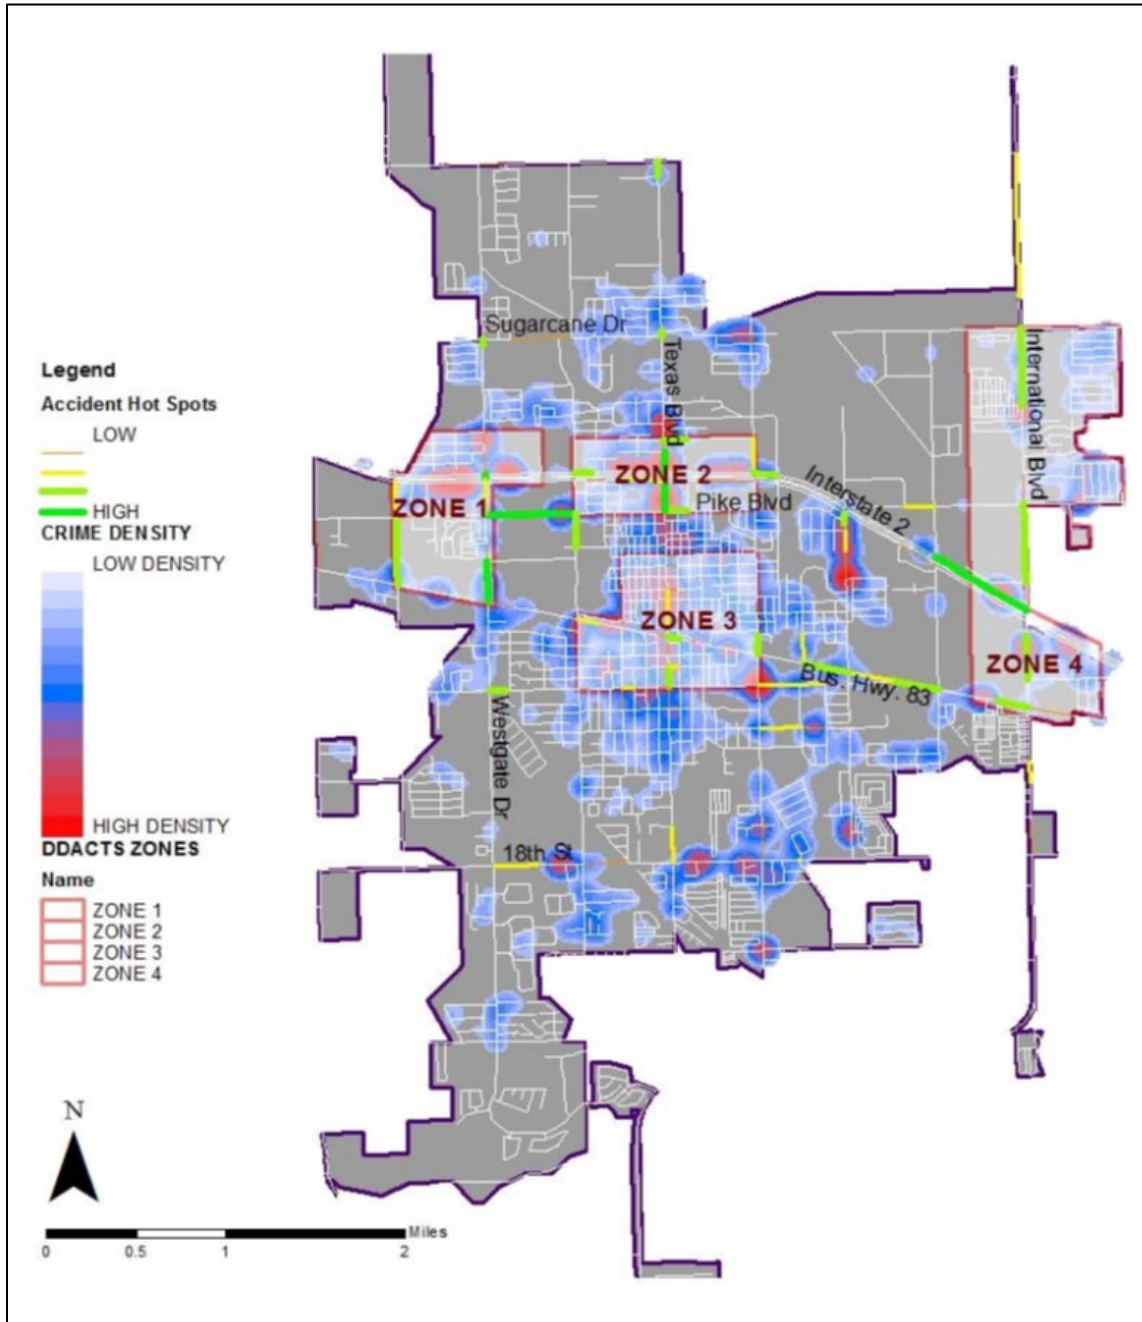 Sugarcane Dr
Texas Blvd
International Blvd
Legend
Accident Hot Spots
LOW
HIGH
CRIME DENSITY
LOW DENSITY
HIGH DENSITY
DDACTS ZONES
Name
ZONE 1
ZONE 2
ZONE 3
ZONE 4
ZONE 1
ZONE 2
Pike Blvd
Interstate 2
ZONE 3
ZONE 4
Bus. Hwy. 83
Westgate Dr
18th St
N
Miles
0 0.5 1 2